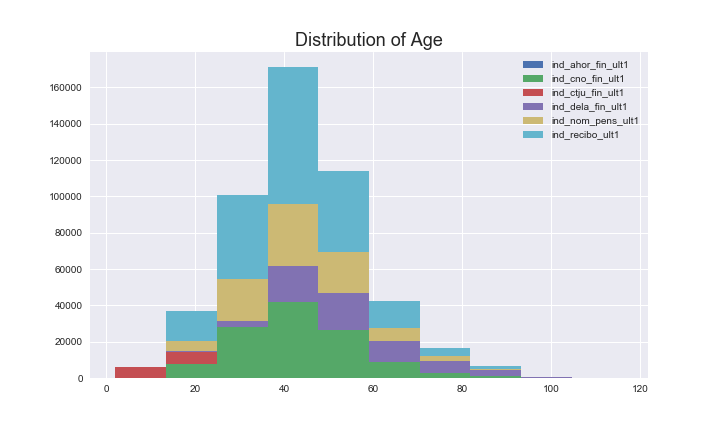 Distribution of Age
ind_ahor_fin_ult1
ind_cno_fin_ult1
ind_ctju_fin_ult1
ind_dela_fin_ult1
ind_nom_pens_ult1
ind_recibo_ult1
160000
140000
120000
100000
80000
60000
40000
20000
0
0 20 40 60 80 100 120